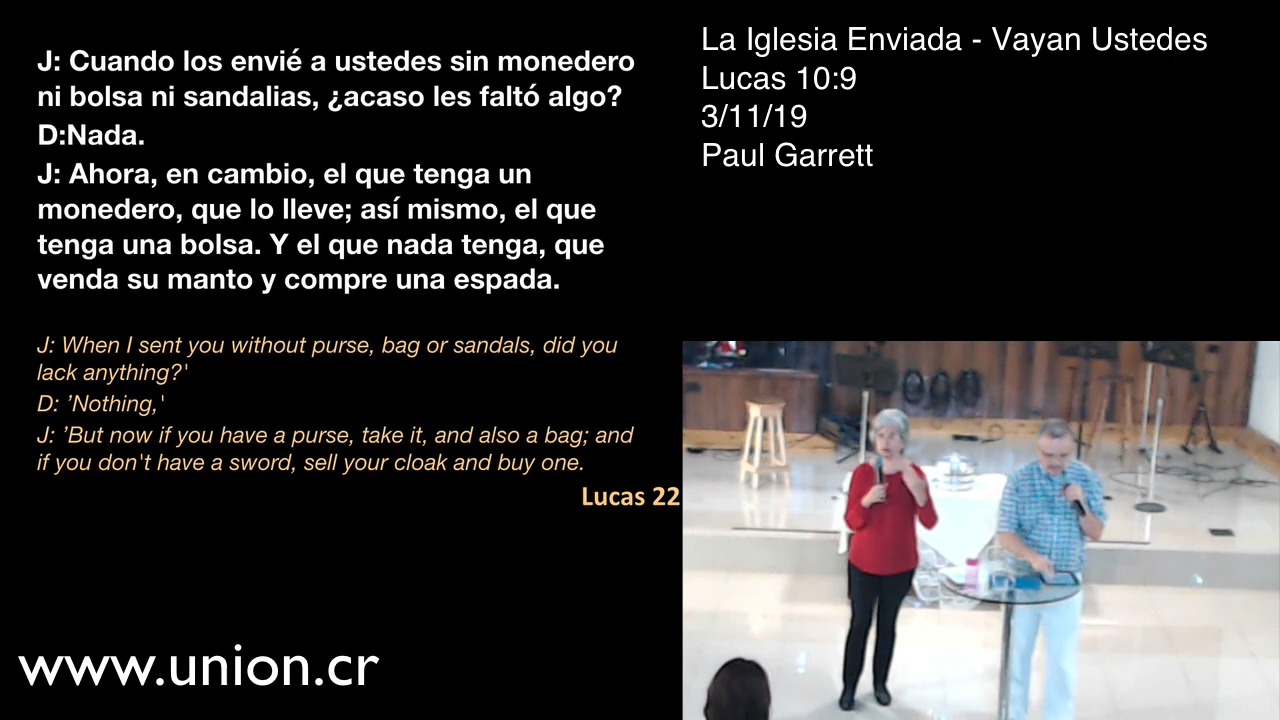 J: Cuando los envié a ustedes sin monedero
ni bolsa ni sandalias, ¿acaso les faltó algo?
D:Nada.
J: Ahora, en cambio, el que tenga un
monedero, que lo lleve; así mismo, el que
tenga una bolsa. Y el que nada tenga, que
venda su manto y compre una espada.
J: When I sent you without purse, bag or sandals, did you
lack anything?'
D: ’Nothing,'
J: ’But now if you have a purse, take it, and also a bag; and
if you don't have a sword, sell your cloak and buy one.
Lucas 22
www.union.cr
La Iglesia Enviada - Vayan Ustedes
Lucas 10:9
3/11/19
Paul Garrett